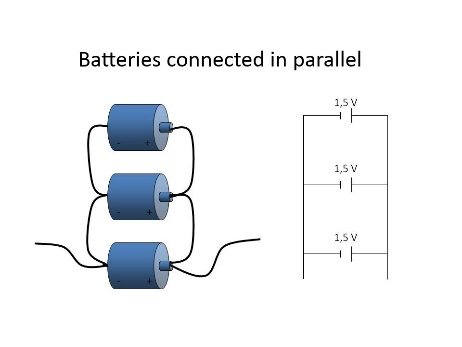 Batteries connected in parallel
1,5 V
- +
1,5 V
- +
1,5 V
- +